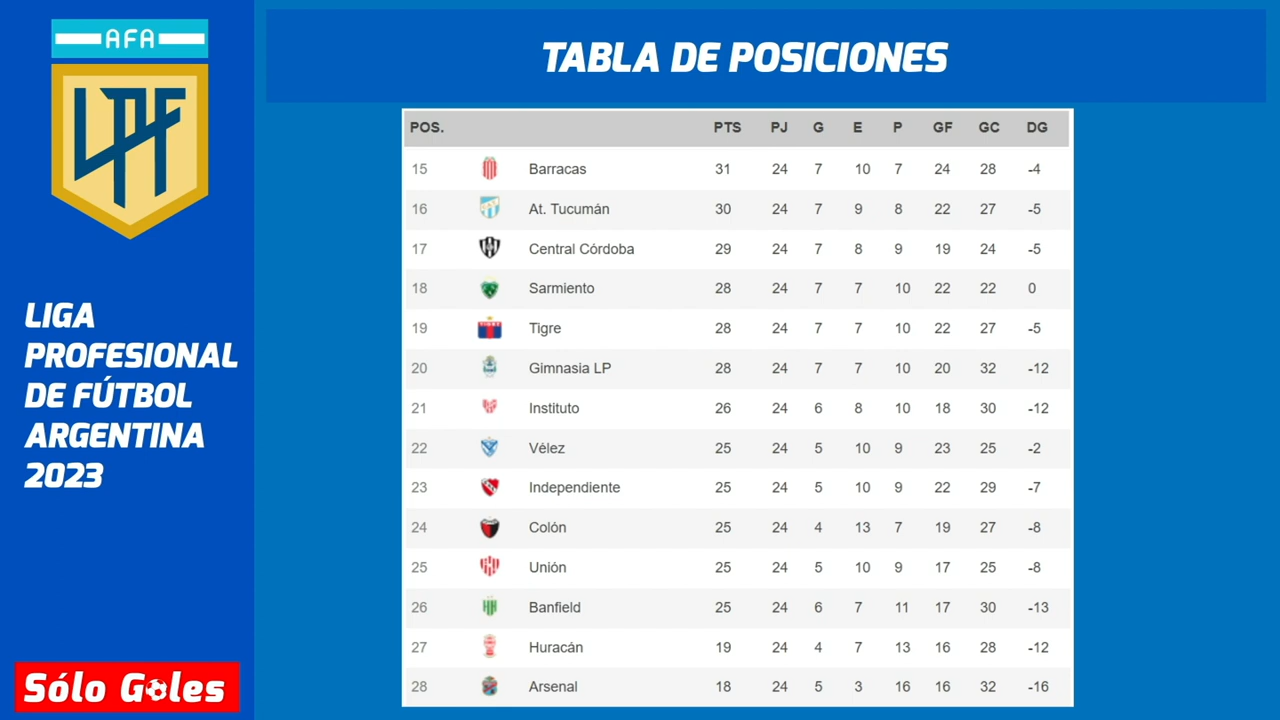 AFA
LPF
LIGA
PROFESIONAL
DE FÚTBOL
ARGENTINA
2023
Sólo Goles
TABLA DE POSICIONES
POS. PTS PJ G E P GF GC DG
15 Barracas 31 24 7 10 7 24 28 -4
16 At. Tucumán 30 24 7 9 8 22 27 -5
17 Central Córdoba 29 24 7 8 9 19 24 -5
18 Sarmiento 28 24 7 7 10 22 22 0
19 Tigre 28 24 7 7 10 22 27 -5
20 Gimnasia LP 28 24 7 7 10 20 32 -12
21 Instituto 26 24 6 8 10 18 30 -12
22 Vélez 25 24 5 10 9 23 25 -2
23 Independiente 25 24 5 10 9 22 29 -7
24 Colón 25 24 4 13 7 19 27 -8
25 Unión 25 24 5 10 9 17 25 -8
26 Banfield 25 24 6 7 11 17 30 -13
27 Huracán 19 24 4 7 13 16 28 -12
28 Arsenal 18 24 5 3 16 16 32 -16